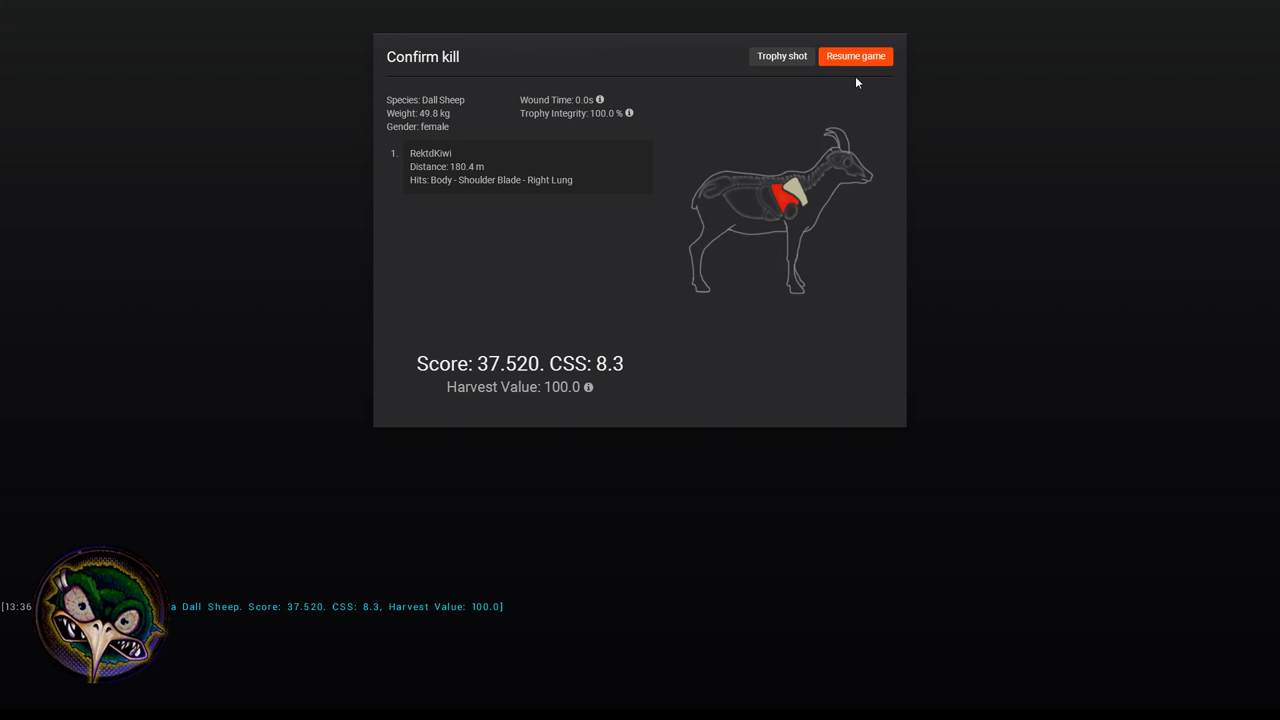 Confirm kill
Trophy shot
Resume game
Species: Dall Sheep
Weight: 49.8 kg
Gender: female
Wound Time: 0.0s
Trophy Integrity: 100.0 %
1. RektdKiwi
Distance: 180.4 m
Hits: Body - Shoulder Blade - Right Lung
Score: 37.520. CSS: 8.3
Harvest Value: 100.0
[13:36 a Dall Sheep. Score: 37.520. CSS: 8.3, Harvest Value: 100.0]